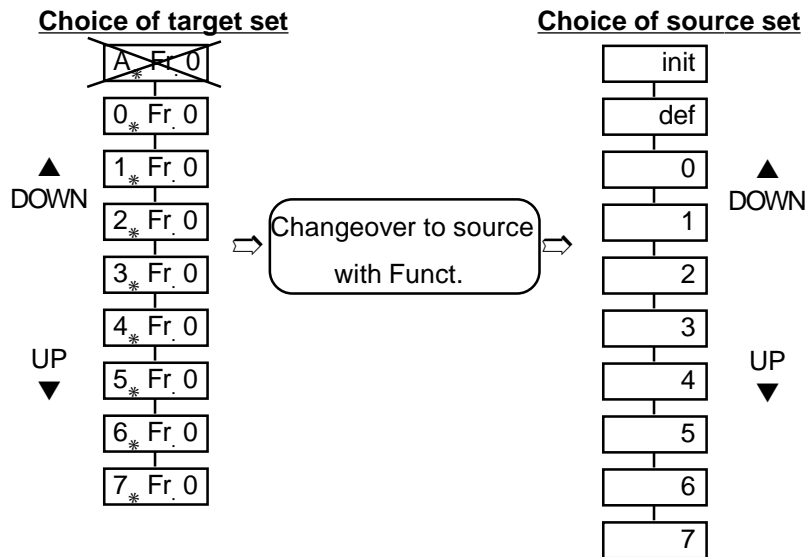 Choice of target set
A* Fr. 0
0* Fr. 0
1* Fr. 0
2* Fr. 0
3* Fr. 0
4* Fr. 0
5* Fr. 0
6* Fr. 0
7* Fr. 0
▲
DOWN
UP
▼
⇨
Changeover to source
with Funct.
⇨
Choice of source set
init
def
0
1
2
3
4
5
6
7
▲
DOWN
UP
▼